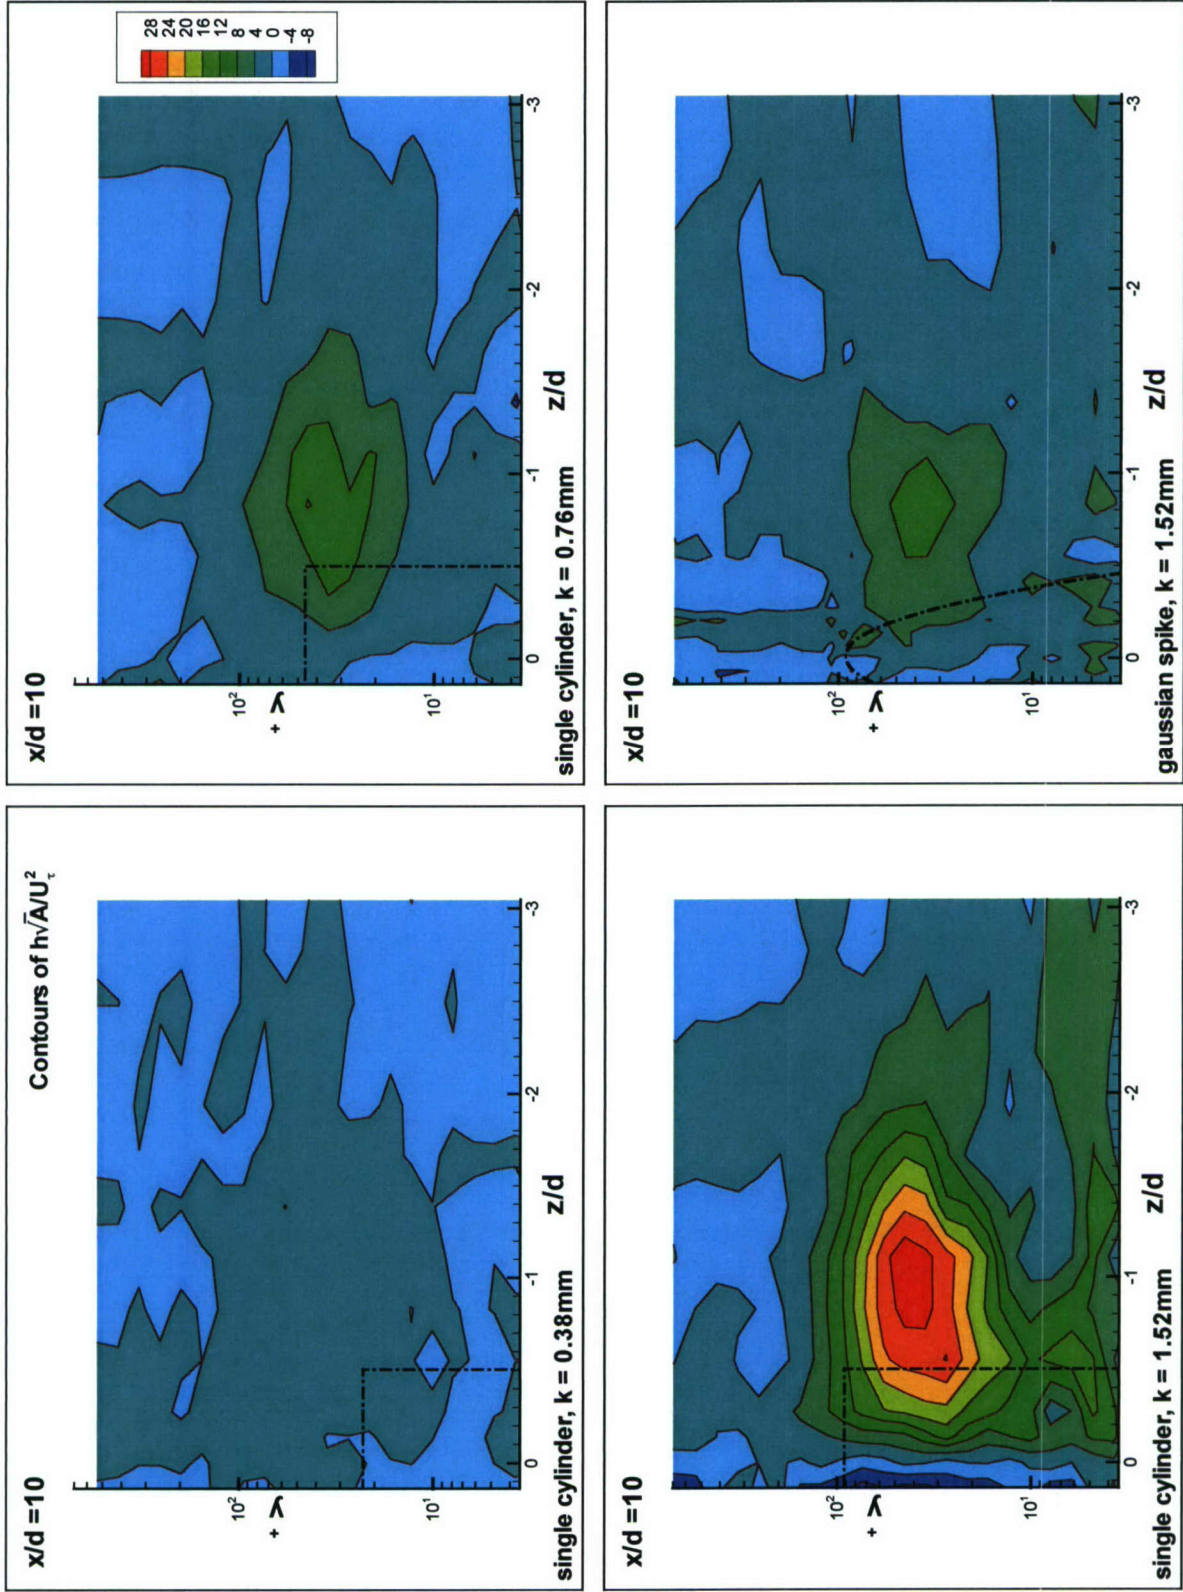 x/d =10
Contours of h√A/U²τ
10²
y⁺
10¹
0 -1 -2 -3
z/d
single cylinder, k = 0.38mm
x/d =10
28
24
20
16
12
8
4
0
-4
-8
10²
y⁺
10¹
0 -1 -2 -3
z/d
single cylinder, k = 0.76mm
x/d =10
10²
y⁺
10¹
0 -1 -2 -3
z/d
single cylinder, k = 1.52mm
x/d =10
10²
y⁺
10¹
0 -1 -2 -3
z/d
gaussian spike, k = 1.52mm